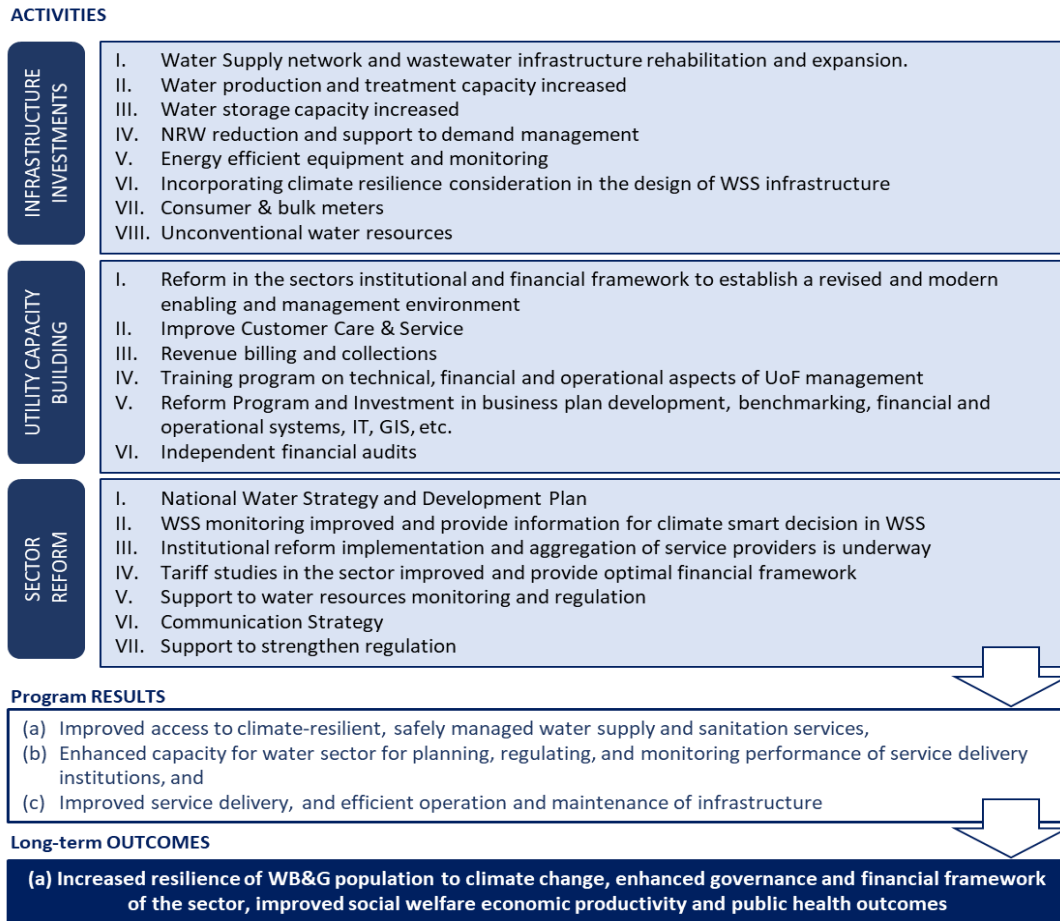 ACTIVITIES
INFRASTRUCTURE
INVESTMENTS
I. Water Supply network and wastewater infrastructure rehabilitation and expansion.
II. Water production and treatment capacity increased
III. Water storage capacity increased
IV. NRW reduction and support to demand management
V. Energy efficient equipment and monitoring
VI. Incorporating climate resilience consideration in the design of WSS infrastructure
VII. Consumer & bulk meters
VIII. Unconventional water resources
UTILITY CAPACITY
BUILDING
I. Reform in the sectors institutional and financial framework to establish a revised and modern
enabling and management environment
II. Improve Customer Care & Service
III. Revenue billing and collections
IV. Training program on technical, financial and operational aspects of UoF management
V. Reform Program and Investment in business plan development, benchmarking, financial and
operational systems, IT, GIS, etc.
VI. Independent financial audits
SECTOR
REFORM
I. National Water Strategy and Development Plan
II. WSS monitoring improved and provide information for climate smart decision in WSS
III. Institutional reform implementation and aggregation of service providers is underway
IV. Tariff studies in the sector improved and provide optimal financial framework
V. Support to water resources monitoring and regulation
VI. Communication Strategy
VII. Support to strengthen regulation
Program RESULTS
(a) Improved access to climate-resilient, safely managed water supply and sanitation services,
(b) Enhanced capacity for water sector for planning, regulating, and monitoring performance of service delivery
institutions, and
(c) Improved service delivery, and efficient operation and maintenance of infrastructure
Long-term OUTCOMES
(a) Increased resilience of WB&G population to climate change, enhanced governance and financial framework
of the sector, improved social welfare economic productivity and public health outcomes